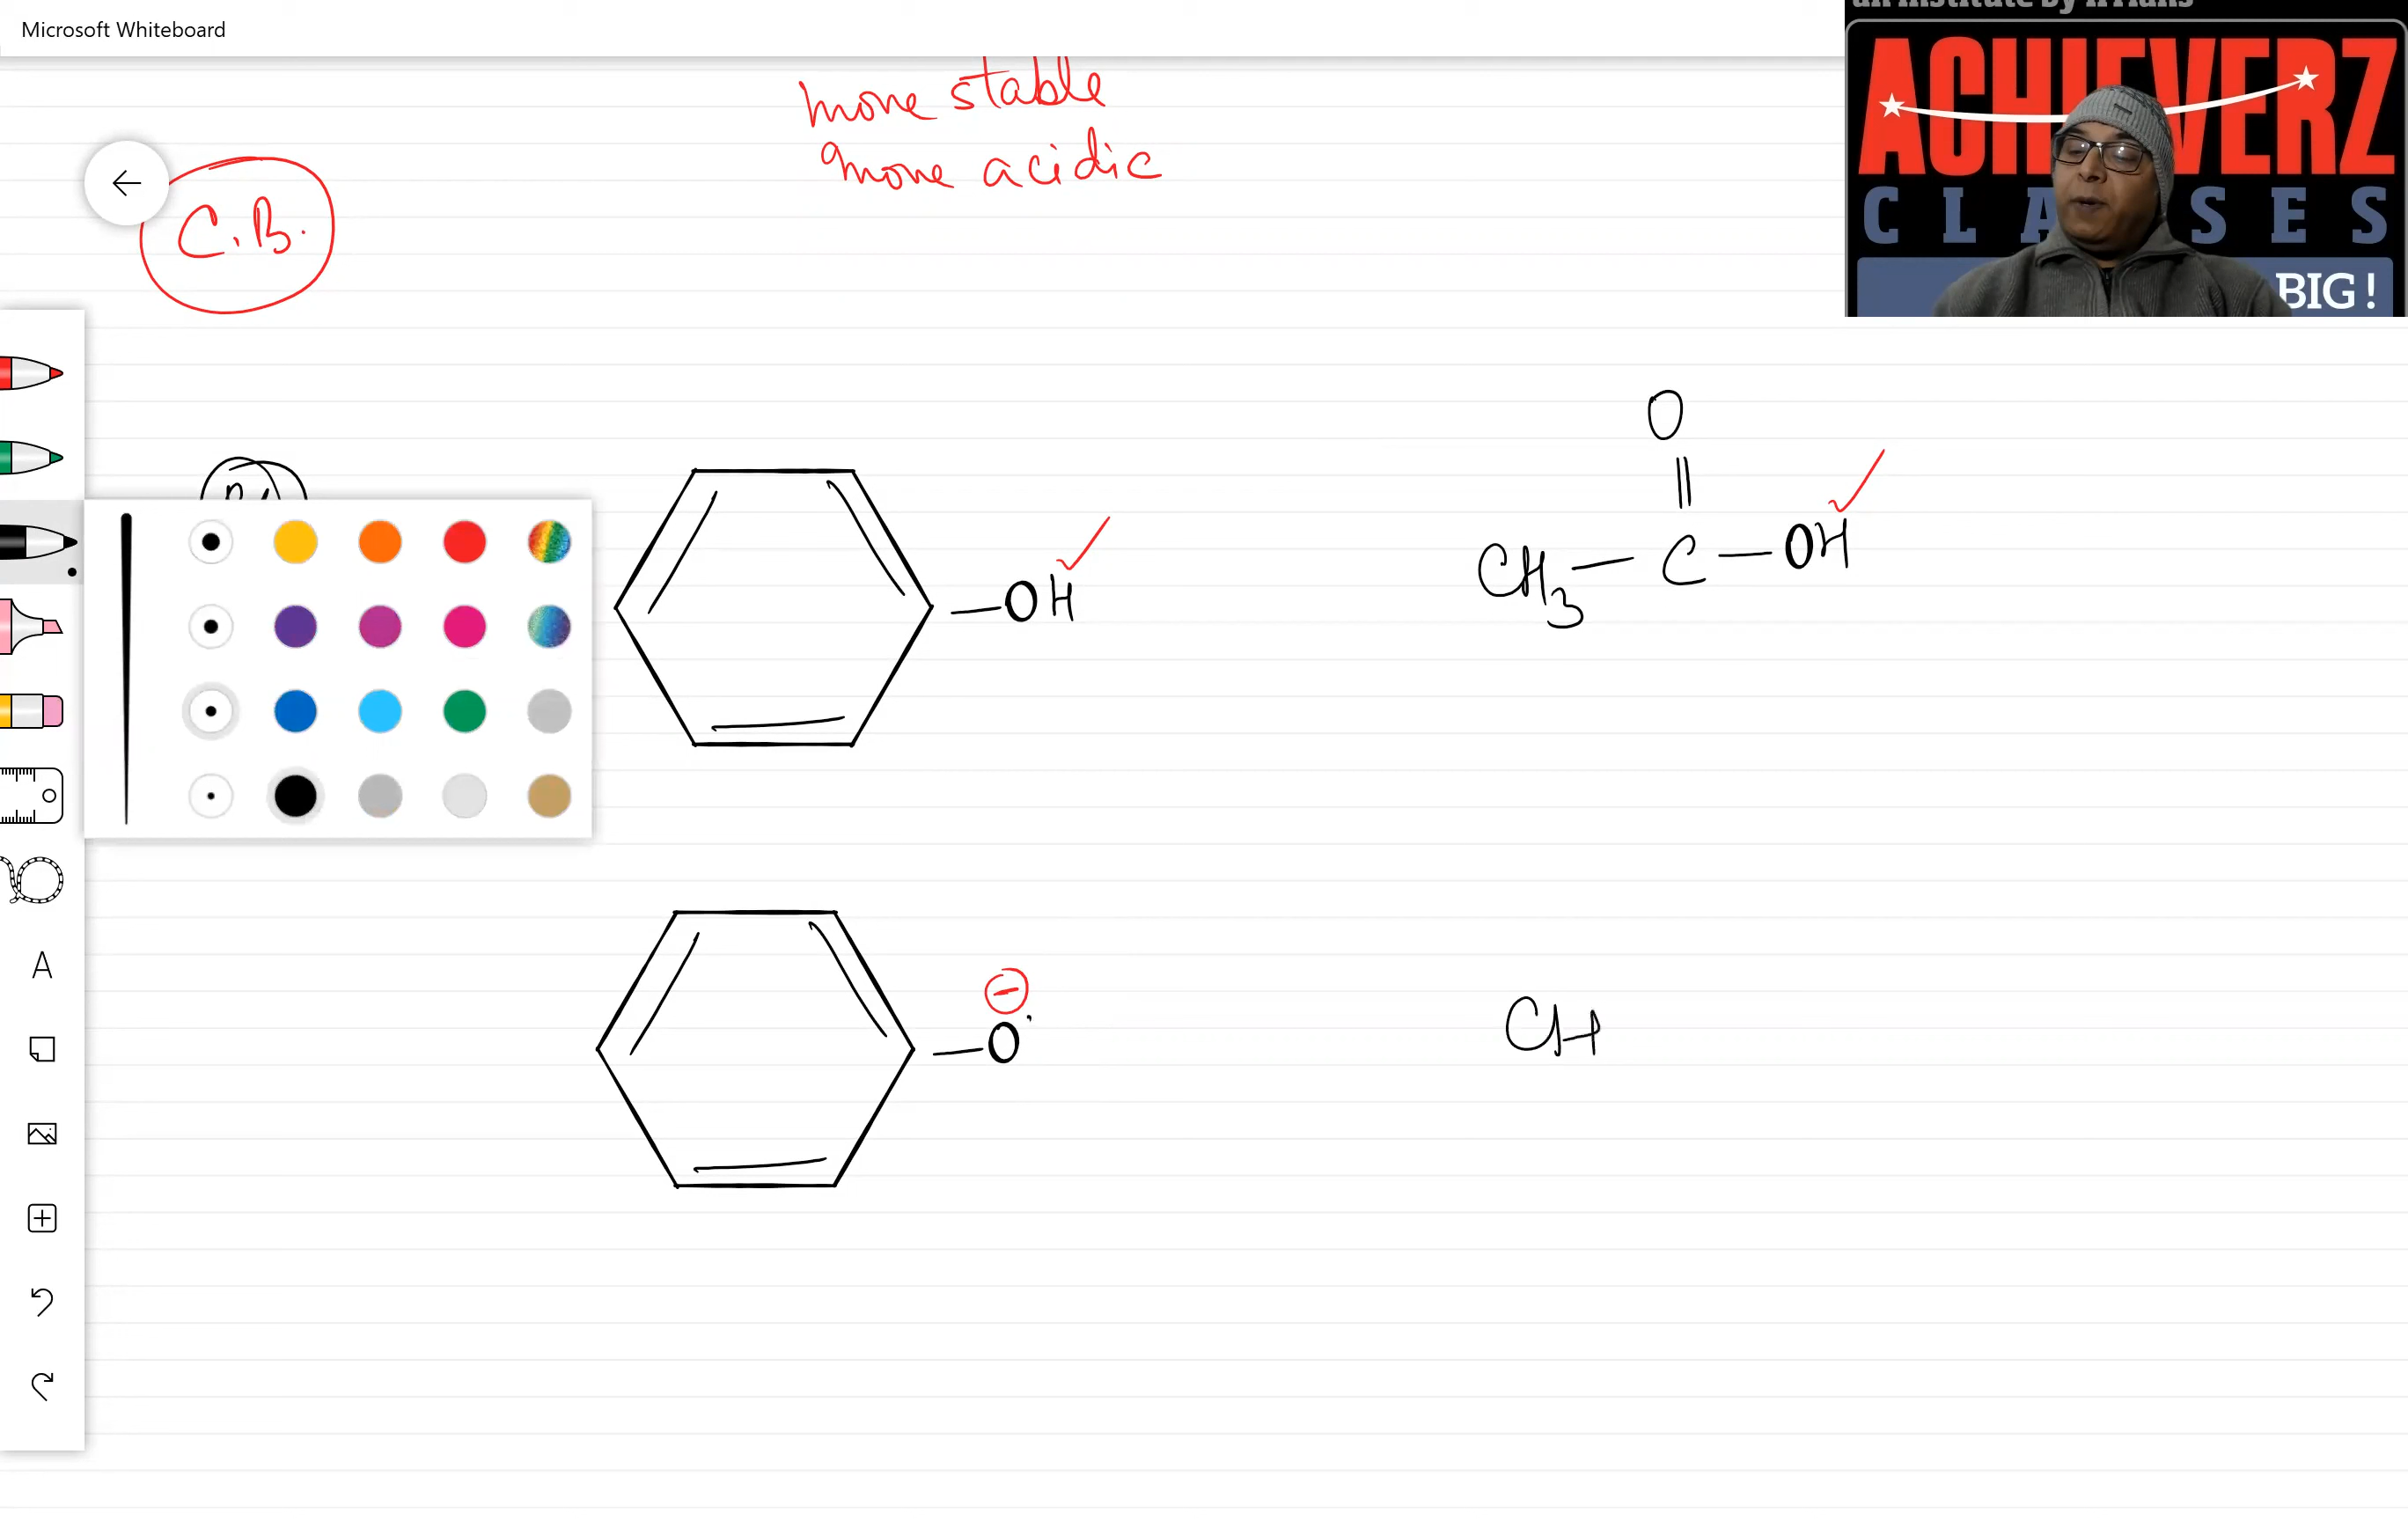 Microsoft Whiteboard
ACHIEVERZ
CLASSES
BIG!
more stable
more acidic
C.B.
O
||
CH3—C—OH
—OH
⊖
—O
CH
A